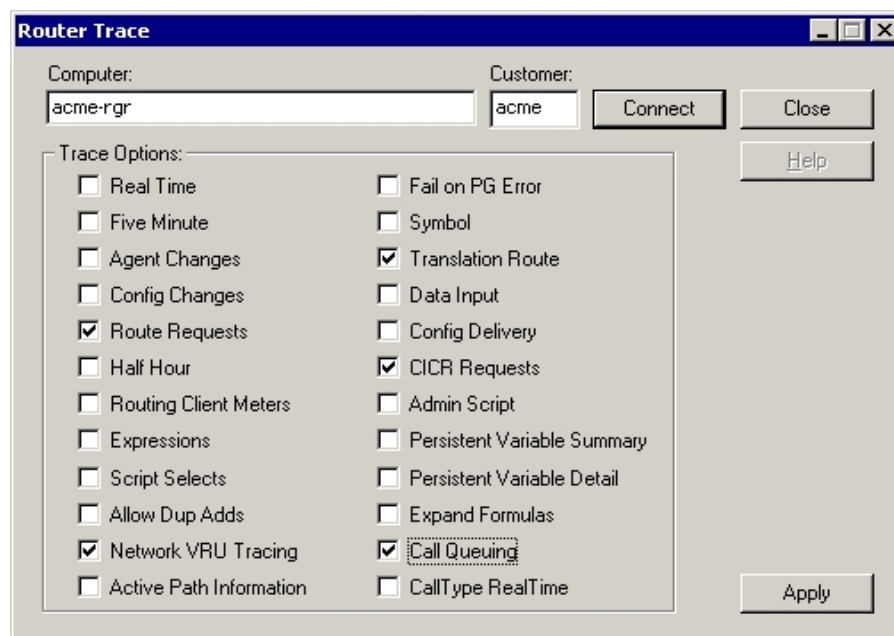 Router Trace
Computer:
Customer:
acme-rgr
acme
Connect
Close
Help
Trace Options:
Real Time
Fail on PG Error
Five Minute
Symbol
Agent Changes
Translation Route
Config Changes
Data Input
Route Requests
Config Delivery
Half Hour
CICR Requests
Routing Client Meters
Admin Script
Expressions
Persistent Variable Summary
Script Selects
Persistent Variable Detail
Allow Dup Adds
Expand Formulas
Network VRU Tracing
Call Queuing
Active Path Information
CallType RealTime
Apply